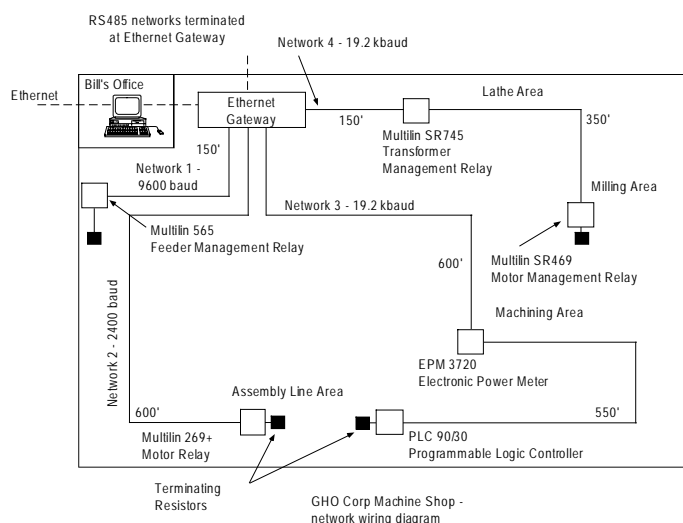 RS485 networks terminated
at Ethernet Gateway
Network 4 - 19.2 kbaud
Ethernet
Bill's Office
Ethernet
Gateway
Lathe Area
150'
150'
350'
Multilin SR745
Transformer
Management Relay
Network 1 -
9600 baud
Milling Area
Network 3 - 19.2 kbaud
Multilin 565
Feeder Management Relay
Multilin SR469
Motor Management Relay
600'
Network 2 - 2400 baud
Machining Area
EPM 3720
Electronic Power Meter
Assembly Line Area
600'
550'
Multilin 269+
Motor Relay
PLC 90/30
Programmable Logic Controller
Terminating
Resistors
GHO Corp Machine Shop -
network wiring diagram